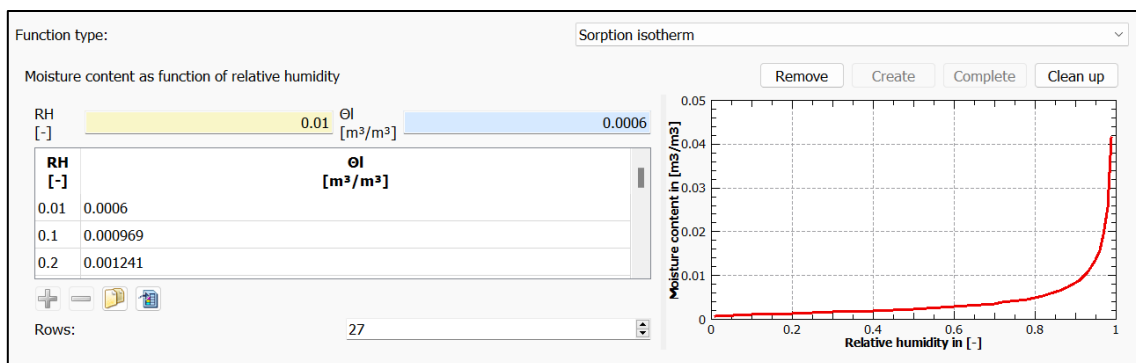 Function type:
Sorption isotherm
Moisture content as function of relative humidity
Remove
Create
Complete
Clean up
RH
[-]
0.01
Θl
[m³/m³]
0.0006
RH
[-]
Θl
[m³/m³]
0.01 0.0006
0.1 0.000969
0.2 0.001241
Rows:
27
Moisture content in [m3/m3]
0.05
0.04
0.03
0.02
0.01
0
0 0.2 0.4 0.6 0.8 1
Relative humidity in [-]